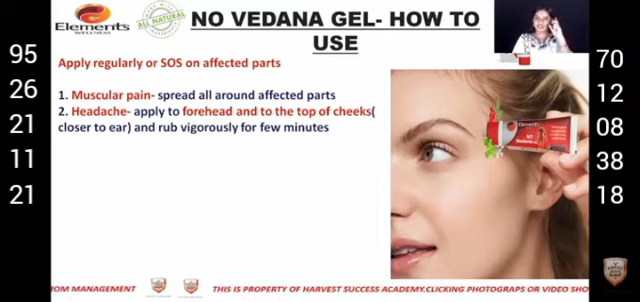 Elements
WELLNESS
ALL NATURAL
NO VEDANA GEL- HOW TO
USE
Apply regularly or SOS on affected parts
1. Muscular pain- spread all around affected parts
2. Headache- apply to forehead and to the top of cheeks(
closer to ear) and rub vigorously for few minutes
95
26
21
11
21
70
12
08
38
18
Elements
NO
Vedana
IOM MANAGEMENT
THIS IS PROPERTY OF HARVEST SUCCESS ACADEMY.CLICKING PHOTOGRAPS OR VIDEO SHO